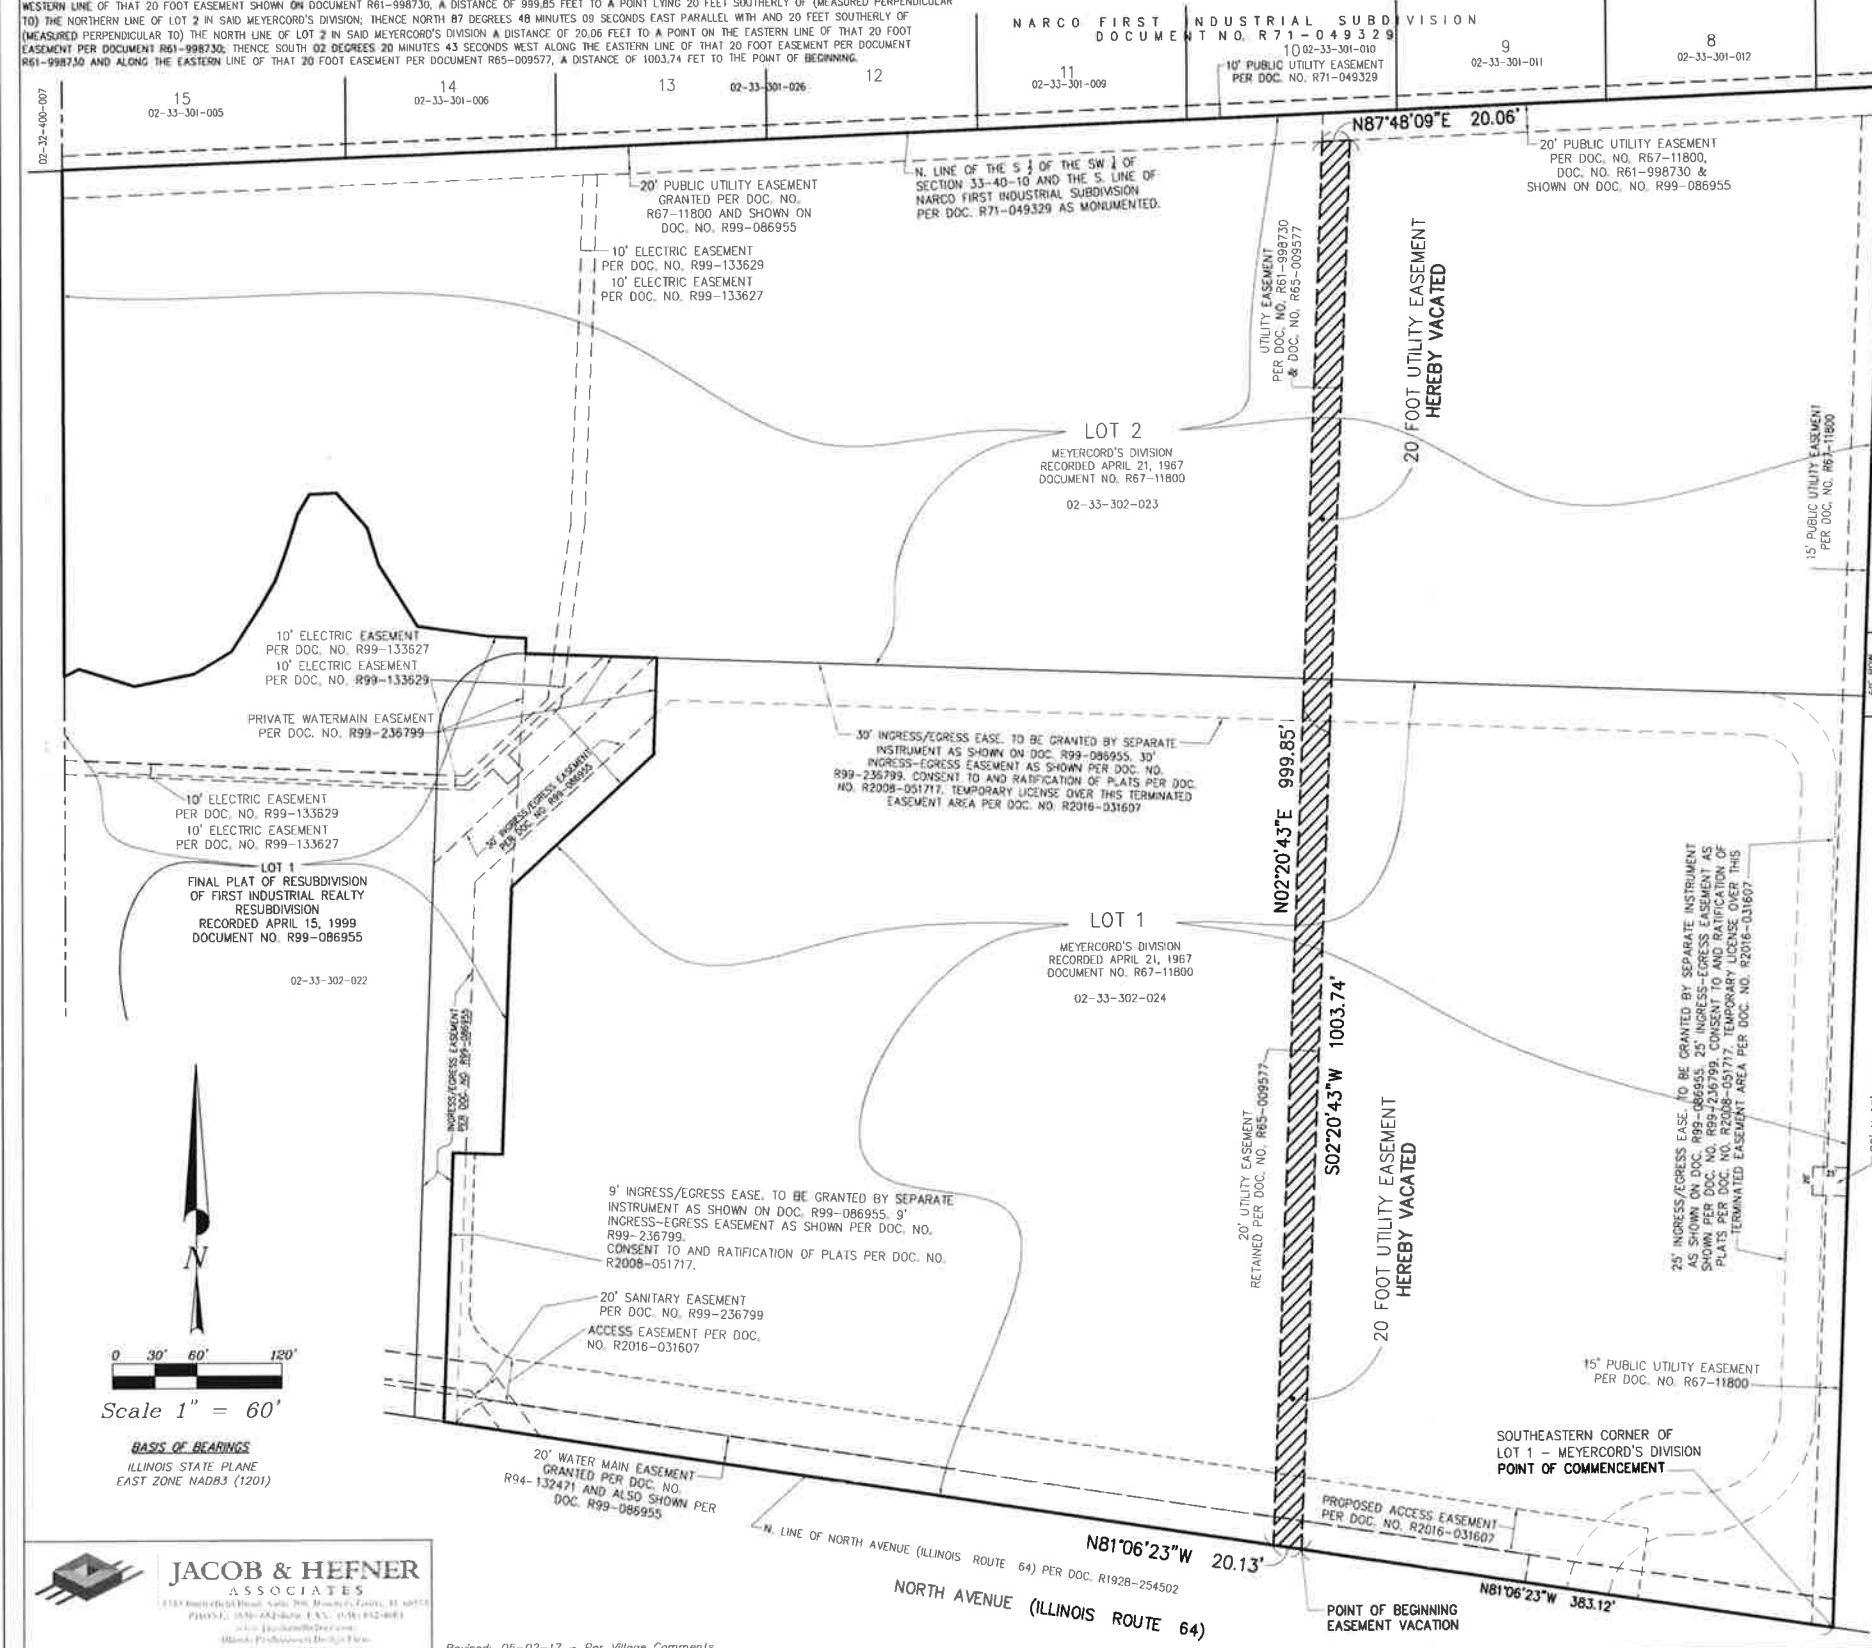 WESTERN LINE OF THAT 20 FOOT EASEMENT SHOWN ON DOCUMENT R61-998730, A DISTANCE OF 999.85 FEET TO A POINT LYING 20 FEET SOUTHERLY OF (MEASURED PERPENDICULAR
TO) THE NORTHERN LINE OF LOT 2 IN SAID MEYERCORD'S DIVISION; THENCE NORTH 87 DEGREES 48 MINUTES 09 SECONDS EAST PARALLEL WITH AND 20 FEET SOUTHERLY OF
(MEASURED PERPENDICULAR TO) THE NORTH LINE OF LOT 2 IN SAID MEYERCORD'S DIVISION A DISTANCE OF 20.06 FEET TO A POINT ON THE EASTERN LINE OF THAT 20 FOOT
EASEMENT PER DOCUMENT R61-998730; THENCE SOUTH 02 DEGREES 20 MINUTES 43 SECONDS WEST ALONG THE EASTERN LINE OF THAT 20 FOOT EASEMENT PER DOCUMENT
R61-998730 AND ALONG THE EASTERN LINE OF THAT 20 FOOT EASEMENT PER DOCUMENT R65-009577, A DISTANCE OF 1003.74 FET TO THE POINT OF BEGINNING.
NARCO FIRST INDUSTRIAL SUBDIVISION
DOCUMENT NO. R71-049329
02-32-400-007
15
02-33-301-005
14
02-33-301-006
13
02-33-301-026
12
11
02-33-301-009
10
02-33-301-010
10' PUBLIC UTILITY EASEMENT
PER DOC. NO. R71-049329
9
02-33-301-011
8
02-33-301-012
N87°48'09"E 20.06'
20' PUBLIC UTILITY EASEMENT
PER DOC. NO. R67-11800,
DOC. NO. R61-998730 &
SHOWN ON DOC. NO. R99-086955
20' PUBLIC UTILITY EASEMENT
GRANTED PER DOC. NO.
R67-11800 AND SHOWN ON
DOC. NO. R99-086955
N. LINE OF THE S ½ OF THE SW ¼ OF
SECTION 33-40-10 AND THE S. LINE OF
NARCO FIRST INDUSTRIAL SUBDIVISION
PER DOC. R71-049329 AS MONUMENTED.
10' ELECTRIC EASEMENT
PER DOC. NO. R99-133629
10' ELECTRIC EASEMENT
PER DOC. NO. R99-133627
UTILITY EASEMENT
PER DOC. NO. R61-998730
& DOC. NO. R65-009577
20 FOOT UTILITY EASEMENT
HEREBY VACATED
15' PUBLIC UTILITY EASEMENT
PER DOC. NO. R67-11800
LOT 2
MEYERCORD'S DIVISION
RECORDED APRIL 21, 1967
DOCUMENT NO. R67-11800
02-33-302-023
10' ELECTRIC EASEMENT
PER DOC. NO. R99-133627
10' ELECTRIC EASEMENT
PER DOC. NO. R99-133629
PRIVATE WATERMAIN EASEMENT
PER DOC. NO. R99-236799
30' INGRESS/EGRESS EASEMENT
PER DOC. NO. R99-086955
30' INGRESS/EGRESS EASE. TO BE GRANTED BY SEPARATE
INSTRUMENT AS SHOWN ON DOC. R99-086955. 30'
INGRESS-EGRESS EASEMENT AS SHOWN PER DOC. NO.
R99-236799. CONSENT TO AND RATIFICATION OF PLATS PER DOC.
NO. R2008-051717. TEMPORARY LICENSE OVER THIS TERMINATED
EASEMENT AREA PER DOC. NO. R2016-031607
N02°20'43"E 999.85'
10' ELECTRIC EASEMENT
PER DOC. NO. R99-133629
10' ELECTRIC EASEMENT
PER DOC. NO. R99-133627
LOT 1
FINAL PLAT OF RESUBDIVISION
OF FIRST INDUSTRIAL REALTY
RESUBDIVISION
RECORDED APRIL 15, 1999
DOCUMENT NO. R99-086955
02-33-302-022
LOT 1
MEYERCORD'S DIVISION
RECORDED APRIL 21, 1967
DOCUMENT NO. R67-11800
02-33-302-024
INGRESS/EGRESS EASEMENT
PER DOC. NO. R99-086955
S02°20'43"W 1003.74'
20' UTILITY EASEMENT
RETAINED PER DOC. NO. R65-009577
20 FOOT UTILITY EASEMENT
HEREBY VACATED
25' INGRESS/EGRESS EASE. TO BE GRANTED BY SEPARATE INSTRUMENT
AS SHOWN ON DOC. R99-086955. 25' INGRESS-EGRESS EASEMENT AS
SHOWN PER DOC. NO. R99-236799. CONSENT TO AND RATIFICATION OF
PLATS PER DOC. NO. R2008-051717. TEMPORARY LICENSE OVER THIS
TERMINATED EASEMENT AREA PER DOC. NO. R2016-031607
N
0 30' 60' 120'
Scale 1" = 60'
BASIS OF BEARINGS
ILLINOIS STATE PLANE
EAST ZONE NAD83 (1201)
9' INGRESS/EGRESS EASE. TO BE GRANTED BY SEPARATE
INSTRUMENT AS SHOWN ON DOC. R99-086955. 9'
INGRESS-EGRESS EASEMENT AS SHOWN PER DOC. NO.
R99-236799.
CONSENT TO AND RATIFICATION OF PLATS PER DOC. NO.
R2008-051717.
20' SANITARY EASEMENT
PER DOC. NO. R99-236799
ACCESS EASEMENT PER DOC.
NO. R2016-031607
15' PUBLIC UTILITY EASEMENT
PER DOC. NO. R67-11800
SOUTHEASTERN CORNER OF
LOT 1 - MEYERCORD'S DIVISION
POINT OF COMMENCEMENT
20' WATER MAIN EASEMENT
GRANTED PER DOC. NO.
R94-132471 AND ALSO SHOWN PER
DOC. R99-086955
N. LINE OF NORTH AVENUE (ILLINOIS ROUTE 64) PER DOC. R1928-254502
N81°06'23"W 20.13'
NORTH AVENUE (ILLINOIS ROUTE 64)
PROPOSED ACCESS EASEMENT
PER DOC. NO. R2016-031607
N81°06'23"W 383.12'
POINT OF BEGINNING
EASEMENT VACATION
JACOB & HEFNER
ASSOCIATES
Revised: 05-02-17 - Per Village Comments